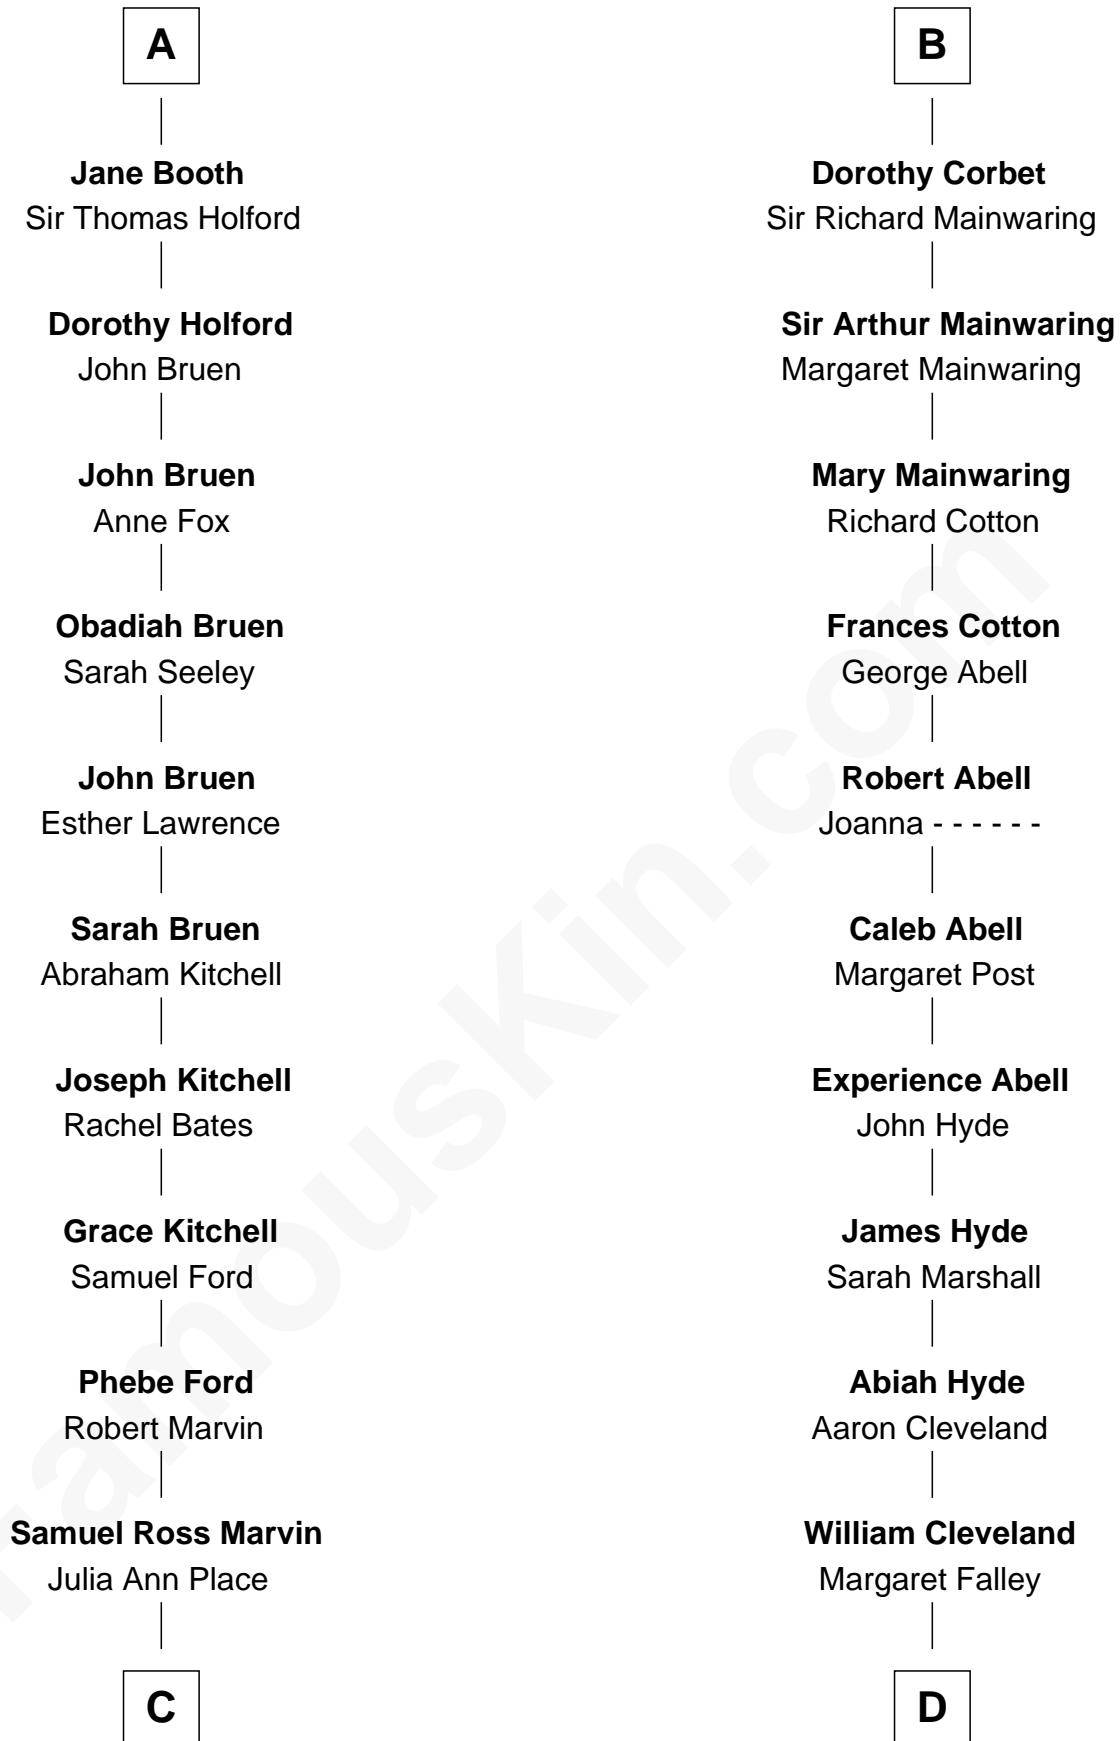 A
Jane Booth
Sir Thomas Holford
Dorothy Holford
John Bruen
John Bruen
Anne Fox
Obadiah Bruen
Sarah Seeley
John Bruen
Esther Lawrence
Sarah Bruen
Abraham Kitchell
Joseph Kitchell
Rachel Bates
Grace Kitchell
Samuel Ford
Phebe Ford
Robert Marvin
Samuel Ross Marvin
Julia Ann Place
C
B
Dorothy Corbet
Sir Richard Mainwaring
Sir Arthur Mainwaring
Margaret Mainwaring
Mary Mainwaring
Richard Cotton
Frances Cotton
George Abell
Robert Abell
Joanna - - - - - -
Caleb Abell
Margaret Post
Experience Abell
John Hyde
James Hyde
Sarah Marshall
Abiah Hyde
Aaron Cleveland
William Cleveland
Margaret Falley
D
FamousKin.com